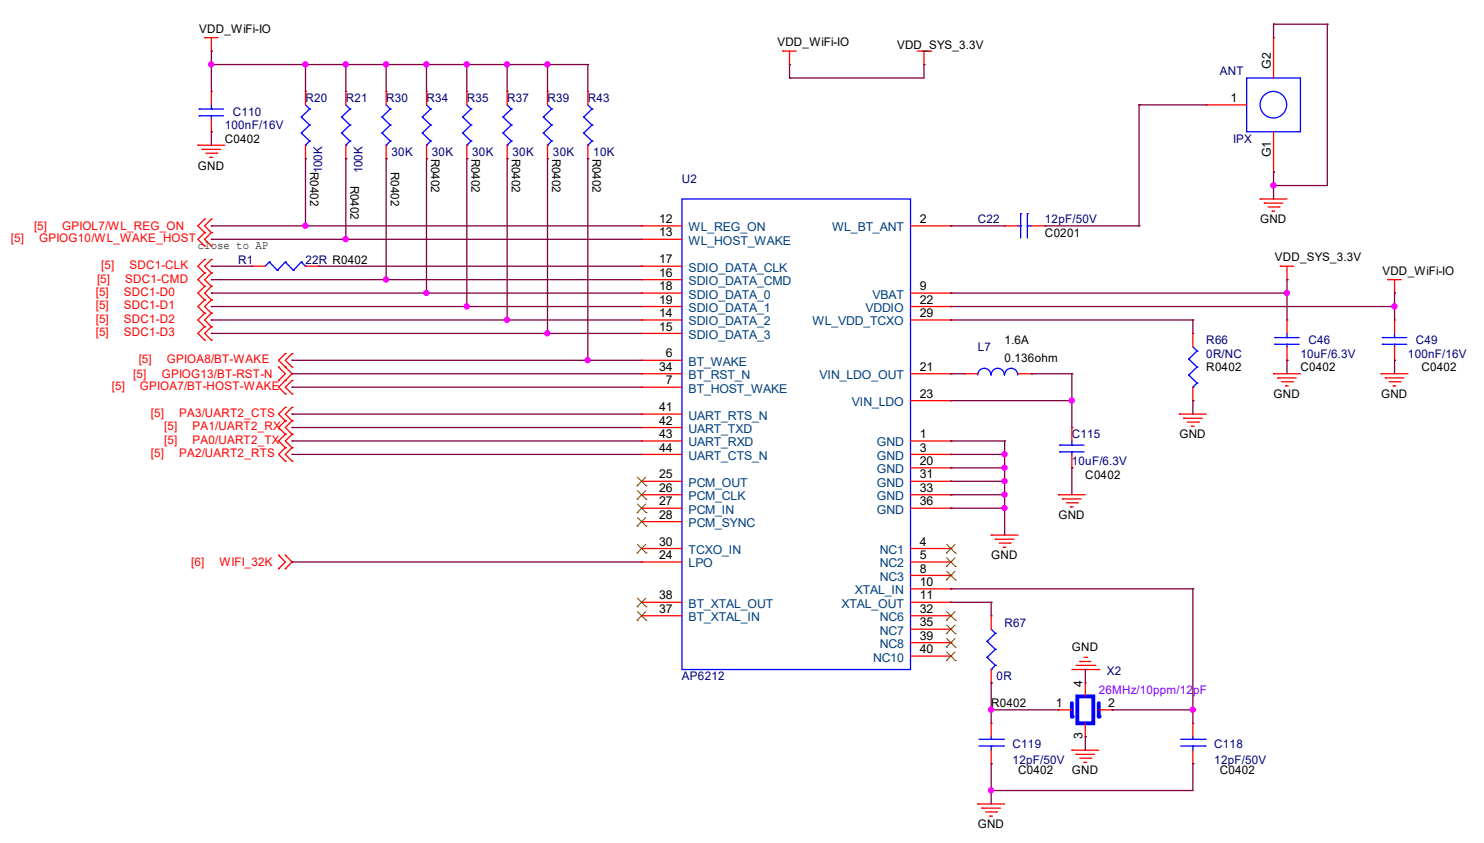 VDD_WiFi-IO
VDD_WiFi-IO
VDD_SYS_3.3V
C110
100nF/16V
C0402
GND
R20
R21
R30
R34
R35
R37
R39
R43
100K
100K
30K
30K
30K
30K
30K
10K
R0402
R0402
R0402
R0402
R0402
R0402
R0402
R0402
ANT
1
G2
G1
IPX
GND
U2
[5] GPIOL7/WL_REG_ON
[5] GPIOG10/WL_WAKE_HOST
close to AP
[5] SDC1-CLK
R1
22R
R0402
[5] SDC1-CMD
[5] SDC1-D0
[5] SDC1-D1
[5] SDC1-D2
[5] SDC1-D3
[5] GPIOA8/BT-WAKE
[5] GPIOG13/BT-RST-N
[5] GPIOA7/BT-HOST-WAKE
[5] PA3/UART2_CTS
[5] PA1/UART2_RX
[5] PA0/UART2_TX
[5] PA2/UART2_RTS
[6] WIFI_32K
12 WL_REG_ON
13 WL_HOST_WAKE
17 SDIO_DATA_CLK
16 SDIO_DATA_CMD
18 SDIO_DATA_0
19 SDIO_DATA_1
14 SDIO_DATA_2
15 SDIO_DATA_3
6 BT_WAKE
34 BT_RST_N
7 BT_HOST_WAKE
41 UART_RTS_N
42 UART_TXD
43 UART_RXD
44 UART_CTS_N
25 PCM_OUT
26 PCM_CLK
27 PCM_IN
28 PCM_SYNC
30 TCXO_IN
24 LPO
38 BT_XTAL_OUT
37 BT_XTAL_IN
AP6212
WL_BT_ANT 2
VBAT 9
VDDIO 22
WL_VDD_TCXO 29
VIN_LDO_OUT 21
VIN_LDO 23
GND 1
GND 3
GND 20
GND 31
GND 33
GND 36
NC1 4
NC2 5
NC3 8
XTAL_IN 10
XTAL_OUT 11
NC6 32
NC7 35
NC8 39
NC10 40
C22
12pF/50V
C0201
VDD_SYS_3.3V
VDD_WiFi-IO
R66
0R/NC
R0402
GND
C46
10uF/6.3V
C0402
GND
C49
100nF/16V
C0402
GND
L7
1.6A
0.136ohm
C115
10uF/6.3V
C0402
GND
GND
R67
0R
R0402
GND
X2
26MHz/10ppm/12pF
4
1
2
3
GND
C119
12pF/50V
C0402
C118
12pF/50V
C0402
GND